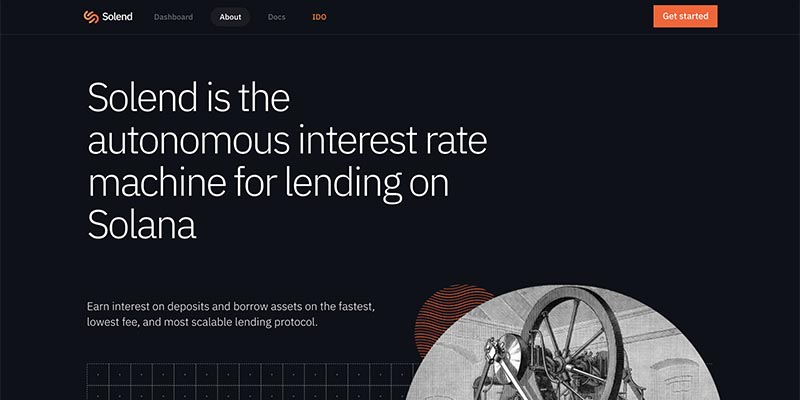 Solend
Dashboard
About
Docs
IDO
Get started
Solend is the
autonomous interest rate
machine for lending on
Solana
Earn interest on deposits and borrow assets on the fastest,
lowest fee, and most scalable lending protocol.